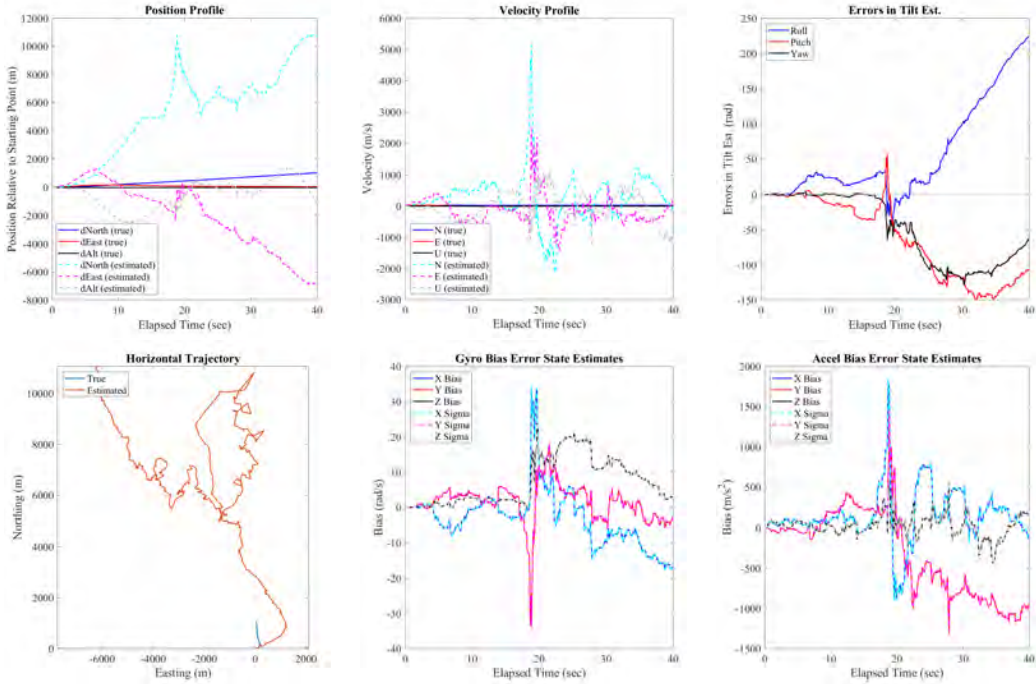 Position Profile
Position Relative to Starting Point (m)
12000
10000
8000
6000
4000
2000
0
-2000
-4000
-6000
-8000
dNorth (true)
dEast (true)
dAlt (true)
dNorth (estimated)
dEast (estimated)
dAlt (estimated)
0 10 20 30 40
Elapsed Time (sec)
Velocity Profile
Velocity (m/s)
6000
5000
4000
3000
2000
1000
0
-1000
-2000
-3000
N (true)
E (true)
U (true)
N (estimated)
E (estimated)
U (estimated)
0 10 20 30 40
Elapsed Time (sec)
Errors in Tilt Est.
Errors in Tilt Est. (rad)
250
200
150
100
50
0
-50
-100
-150
Roll
Pitch
Yaw
0 10 20 30 40
Elapsed Time (sec)
Horizontal Trajectory
Northing (m)
10000
8000
6000
4000
2000
0
True
Estimated
-6000 -4000 -2000 0 2000
Easting (m)
Gyro Bias Error State Estimates
Bias (rad/s)
40
30
20
10
0
-10
-20
-30
-40
X Bias
Y Bias
Z Bias
X Sigma
Y Sigma
Z Sigma
0 10 20 30 40
Elapsed Time (sec)
Accel Bias Error State Estimates
Bias (m/s²)
2000
1500
1000
500
0
-500
-1000
-1500
X Bias
Y Bias
Z Bias
X Sigma
Y Sigma
Z Sigma
0 10 20 30 40
Elapsed Time (sec)